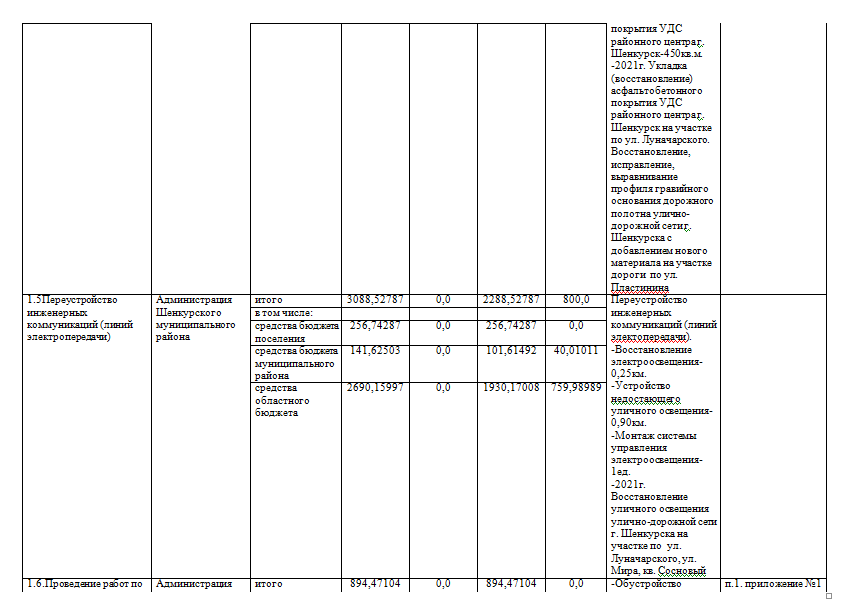 покрытия УДС
районного центраг.
Шенкурск-450кв.м.
-2021г. Укладка
(восстановление)
асфальтобетонного
покрытия УДС
районного центраг.
Шенкурск на участке
по ул. Луначарского.
Восстановление,
исправление,
выравнивание
профиля гравийного
основания дорожного
полотна улично-
дорожной сетиг.
Шенкурска с
добавлением нового
материала на участке
дороги по ул.
Пластинина
1.5Переустройство
инженерных
коммуникаций (линий
электропередачи)
Администрация
Шенкурского
муниципального
района
итого 3088,52787 0,0 2288,52787 800,0
в том числе:
средства бюджета
поселения
256,74287 0,0 256,74287 0,0
средства бюджета
муниципального
района
141,62503 0,0 101,61492 40,01011
средства
областного
бюджета
2690,15997 0,0 1930,17008 759,98989
Переустройство
инженерных
коммуникаций (линий
электопередачи).
-Восстановление
электроосвещения-
0,25км.
-Устройство
недостающего
уличного освещения-
0,90км.
-Монтаж системы
управления
электроосвещения-
1ед.
-2021г.
Восстановление
уличного освещения
улично-дорожной сети
г. Шенкурска на
участке по ул.
Луначарского, ул.
Мира, кв. Сосновый
1.6.Проведение работ по Администрация итого 894,47104 0,0 894,47104 0,0 -Обустройство п.1. приложение №1